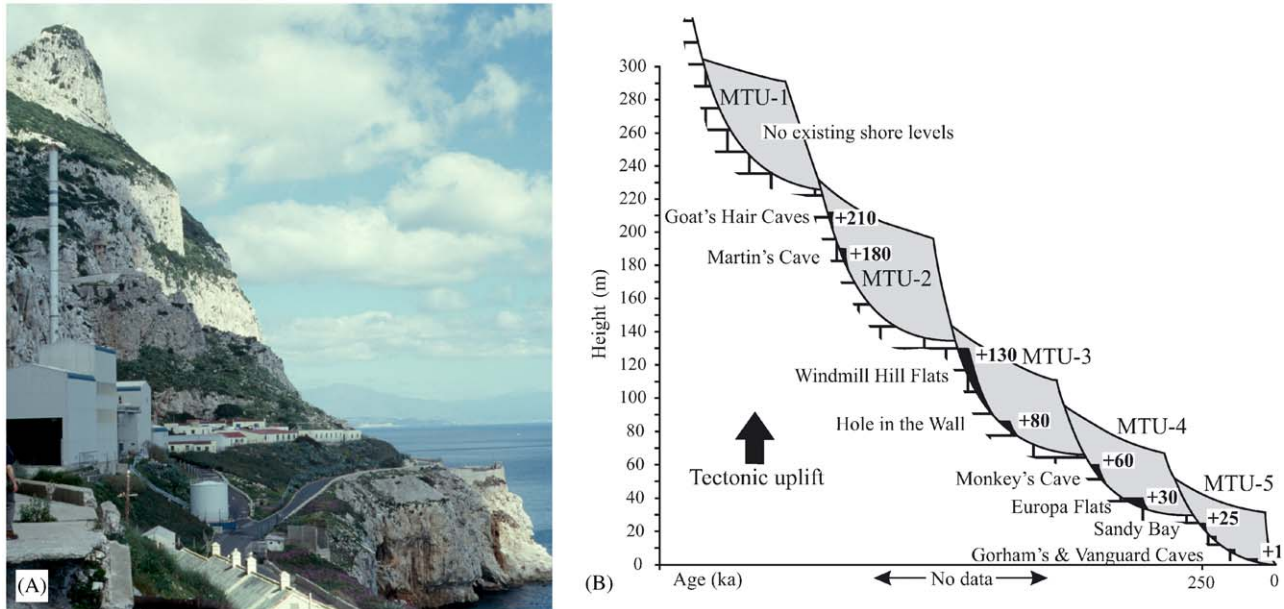 (A)
(B)
Height (m)
300
280
260
240
220
200
180
160
140
120
100
80
60
40
20
0
MTU-1
No existing shore levels
Goat's Hair Caves
+210
Martin's Cave
+180
MTU-2
+130
MTU-3
Windmill Hill Flats
Hole in the Wall
+80
MTU-4
Tectonic uplift
+60
Monkey's Cave
MTU-5
Europa Flats
+30
Sandy Bay
+25
Gorham's & Vanguard Caves
+1
Age (ka)
No data
250
0